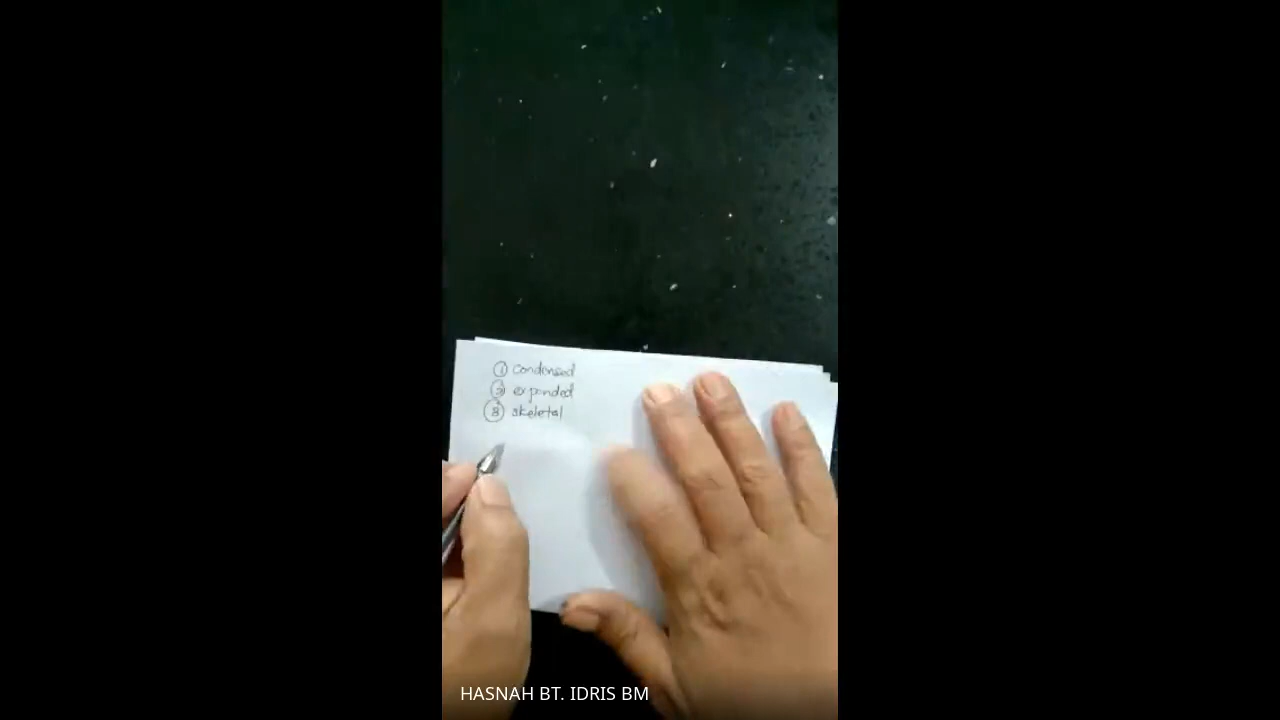 ① condensed
② expanded
③ skeletal
HASNAH BT. IDRIS BM